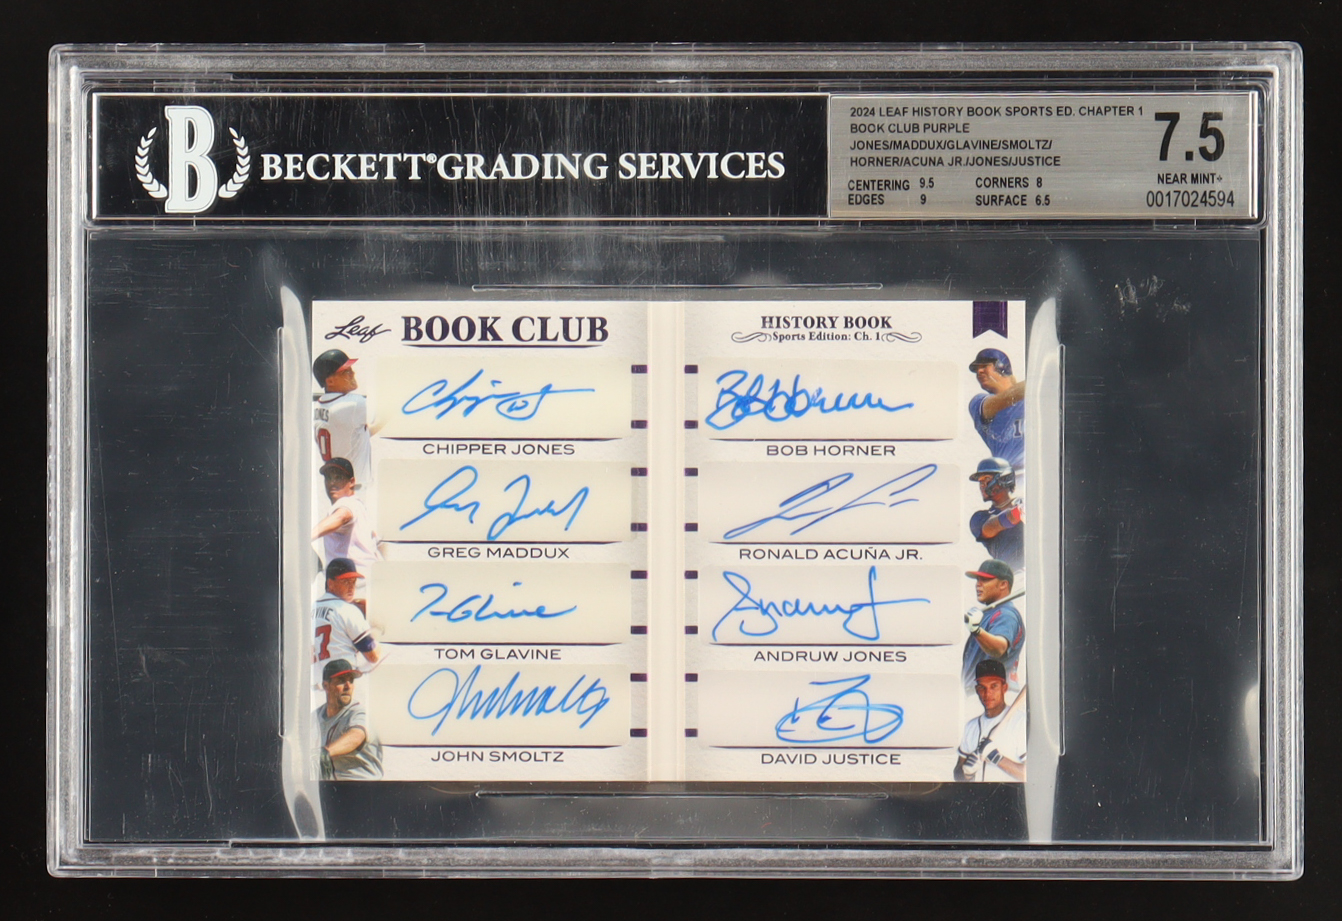 B
BECKETT® GRADING SERVICES
2024 LEAF HISTORY BOOK SPORTS ED. CHAPTER 1
BOOK CLUB PURPLE
JONES/MADDUX/GLAVINE/SMOLTZ/
HORNER/ACUNA JR./JONES/JUSTICE
CENTERING 9.5 CORNERS 8
EDGES 9 SURFACE 6.5
7.5
NEAR MINT+
0017024594
Leaf BOOK CLUB
CHIPPER JONES
GREG MADDUX
TOM GLAVINE
JOHN SMOLTZ
HISTORY BOOK
Sports Edition: Ch. 1
Bob Horner
BOB HORNER
RONALD ACUÑA JR.
ANDRUW JONES
DAVID JUSTICE